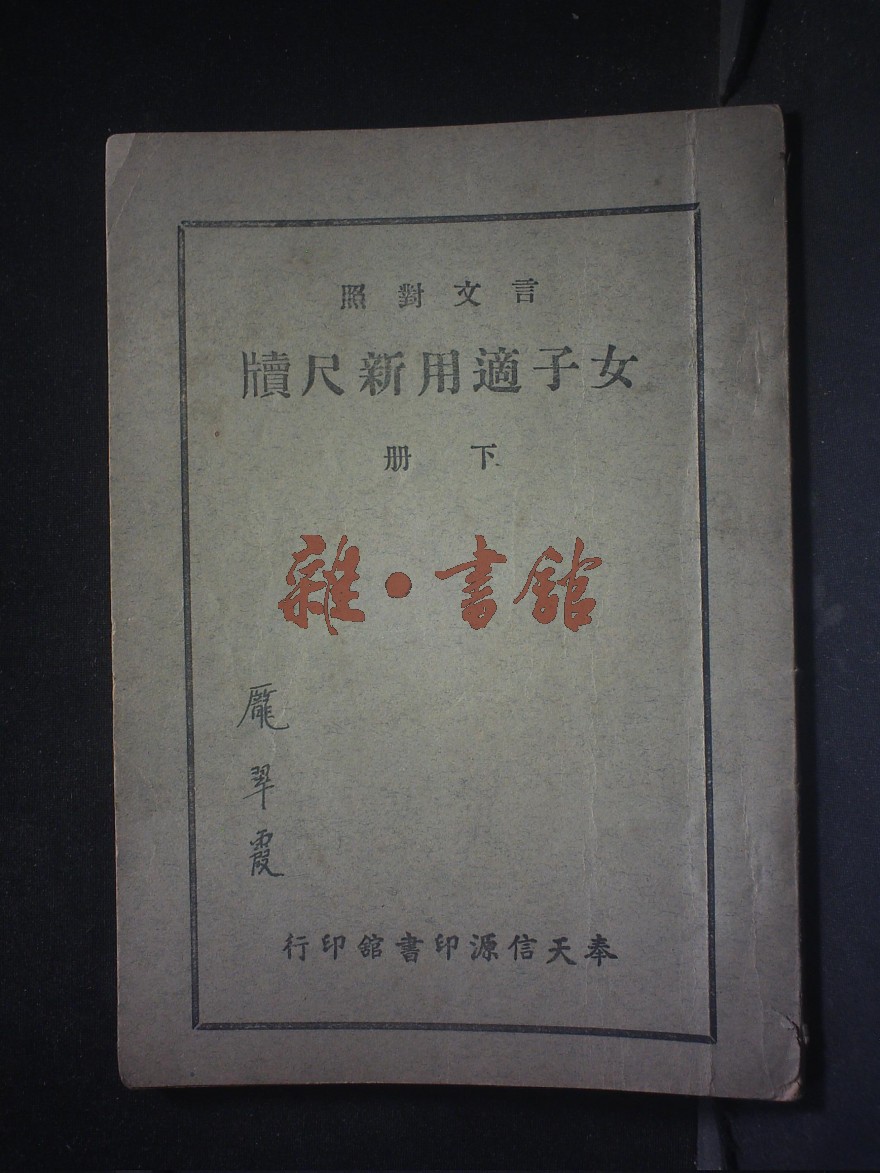 言文對照
女子適用新尺牘
下册
雜·書館
龐翠霞
奉天信源印書館印行